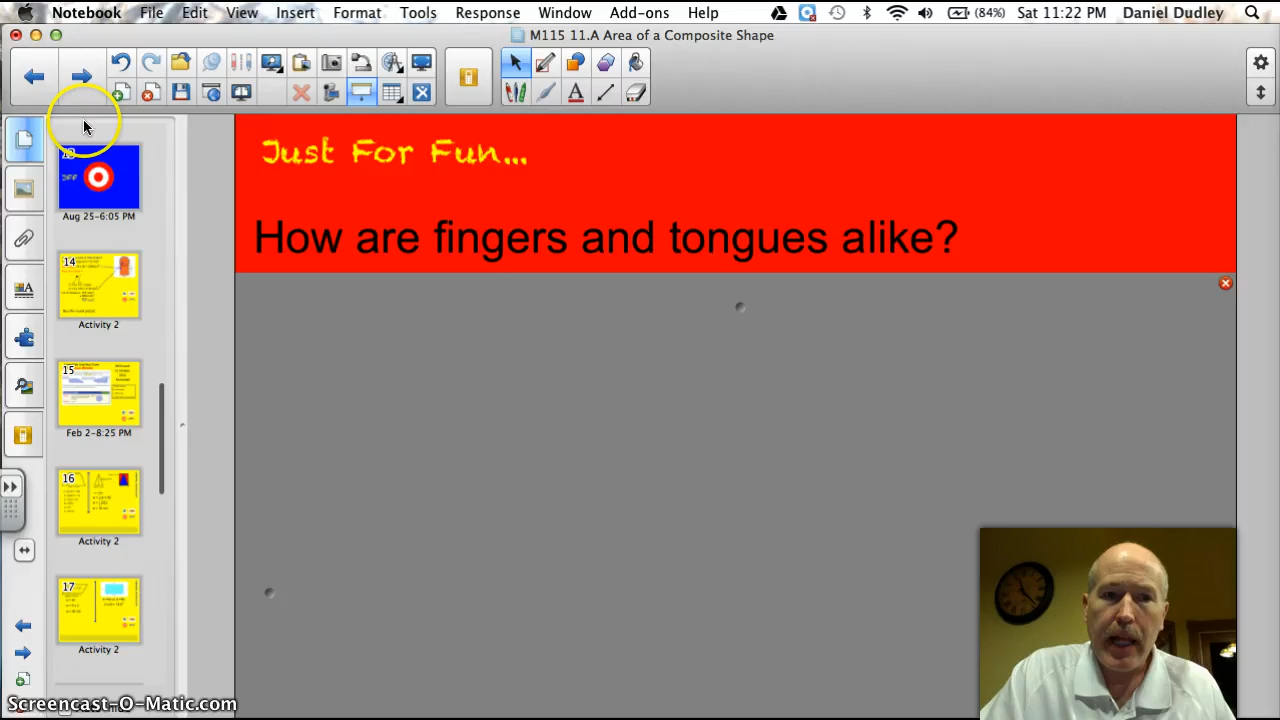 Notebook File Edit View Insert Format Tools Response Window Add-ons Help (84%) Sat 11:22 PM Daniel Dudley
M115 11.A Area of a Composite Shape
Just For Fun...
How are fingers and tongues alike?
13
JFF
Aug 25-6:05 PM
14
Activity 2
15
Feb 2-8:25 PM
16
Activity 2
17
Activity 2
Screencast-O-Matic.com